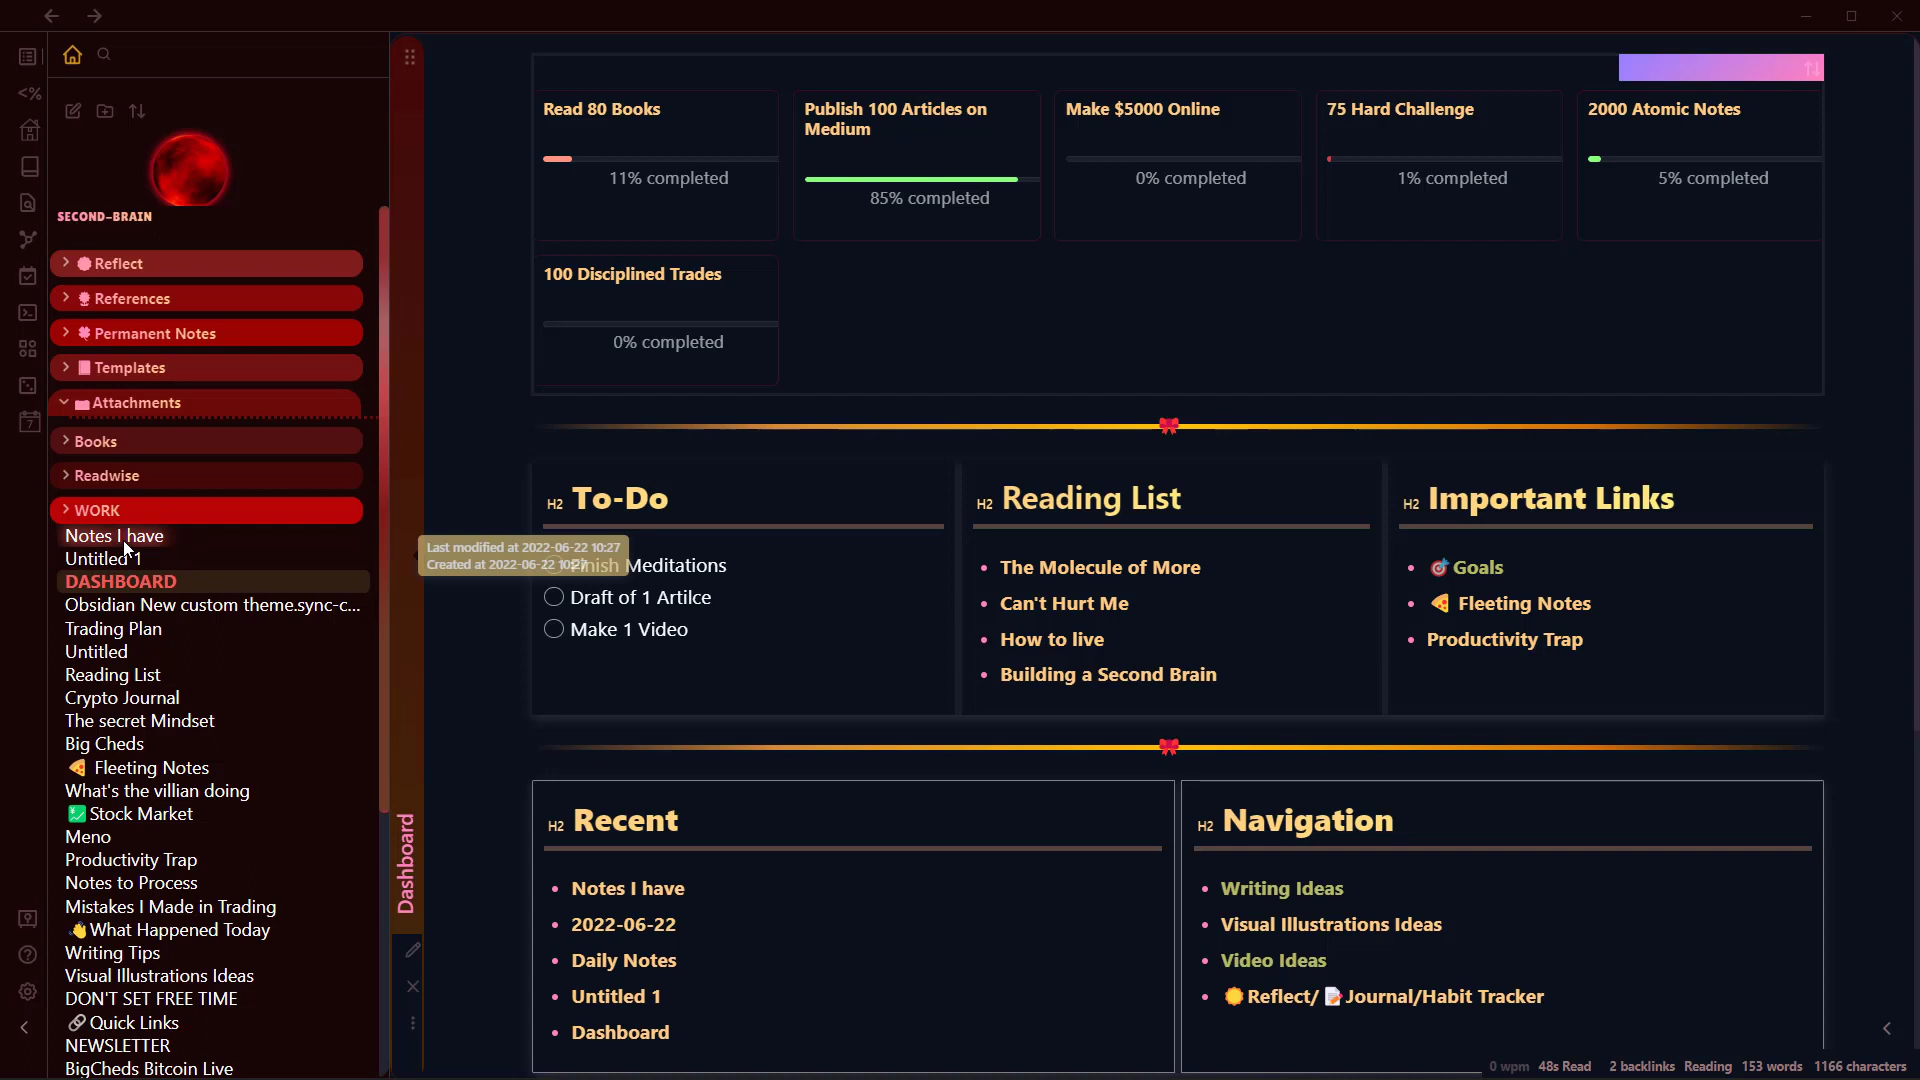 SECOND-BRAIN
Reflect
References
Permanent Notes
Templates
Attachments
Books
Readwise
WORK
Notes I have
Untitled 1
DASHBOARD
Obsidian New custom theme.sync-c...
Trading Plan
Untitled
Reading List
Crypto Journal
The secret Mindset
Big Cheds
🍕 Fleeting Notes
What's the villian doing
💹Stock Market
Meno
Productivity Trap
Notes to Process
Mistakes I Made in Trading
👋What Happened Today
Writing Tips
Visual Illustrations Ideas
DON'T SET FREE TIME
🔗Quick Links
NEWSLETTER
BigCheds Bitcoin Live
Dashboard
Read 80 Books
11% completed
Publish 100 Articles on
Medium
85% completed
Make $5000 Online
0% completed
75 Hard Challenge
1% completed
2000 Atomic Notes
5% completed
100 Disciplined Trades
0% completed
H2 To-Do
Last modified at 2022-06-22 10:27
Created at 2022-06-22 10:27
Finish Meditations
Draft of 1 Artilce
Make 1 Video
H2 Reading List
The Molecule of More
Can't Hurt Me
How to live
Building a Second Brain
H2 Important Links
🎯Goals
🍕 Fleeting Notes
Productivity Trap
H2 Recent
Notes I have
2022-06-22
Daily Notes
Untitled 1
Dashboard
H2 Navigation
Writing Ideas
Visual Illustrations Ideas
Video Ideas
🌞Reflect/ 📝Journal/Habit Tracker
0 wpm 48s Read 2 backlinks Reading 153 words 1166 characters